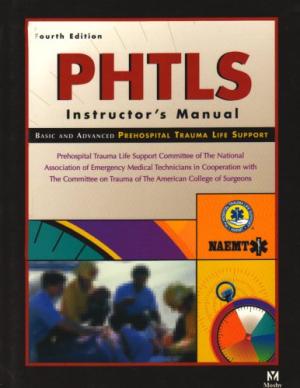 Fourth Edition
PHTLS
Instructor's Manual
BASIC AND ADVANCED PREHOSPITAL TRAUMA LIFE SUPPORT
Prehospital Trauma Life Support Committee of The National
Association of Emergency Medical Technicians in Cooperation with
The Committee on Trauma of The American College of Surgeons
NAEMT
M
Mosby